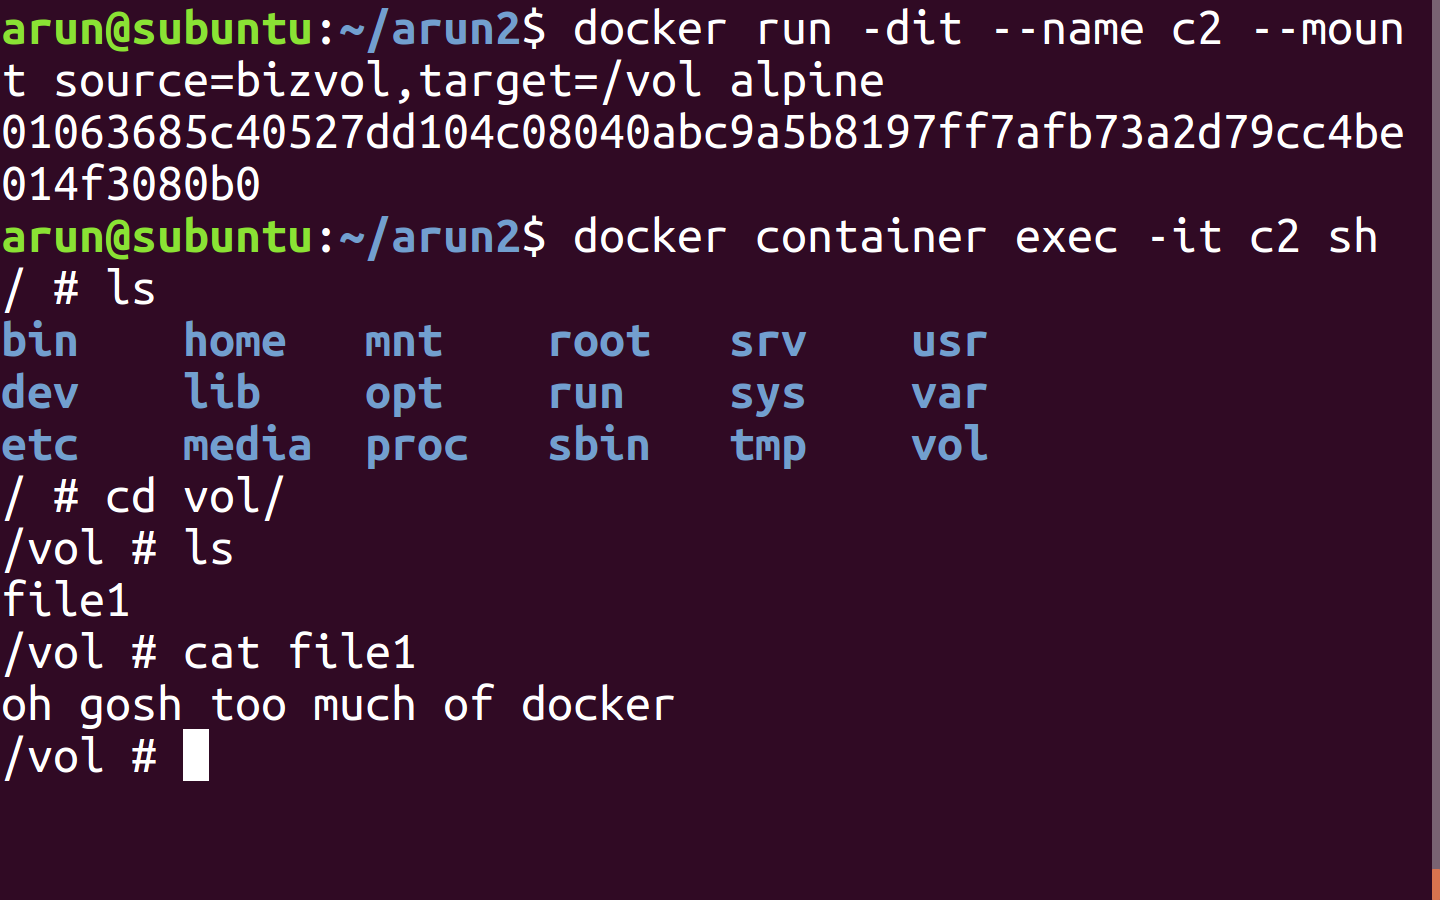 arun@subuntu:~/arun2$ docker run -dit --name c2 --moun
t source=bizvol,target=/vol alpine
01063685c40527dd104c08040abc9a5b8197ff7afb73a2d79cc4be
014f3080b0
arun@subuntu:~/arun2$ docker container exec -it c2 sh
/ # ls
bin    home   mnt    root   srv    usr
dev    lib    opt    run    sys    var
etc    media  proc   sbin   tmp    vol
/ # cd vol/
/vol # ls
file1
/vol # cat file1
oh gosh too much of docker
/vol #